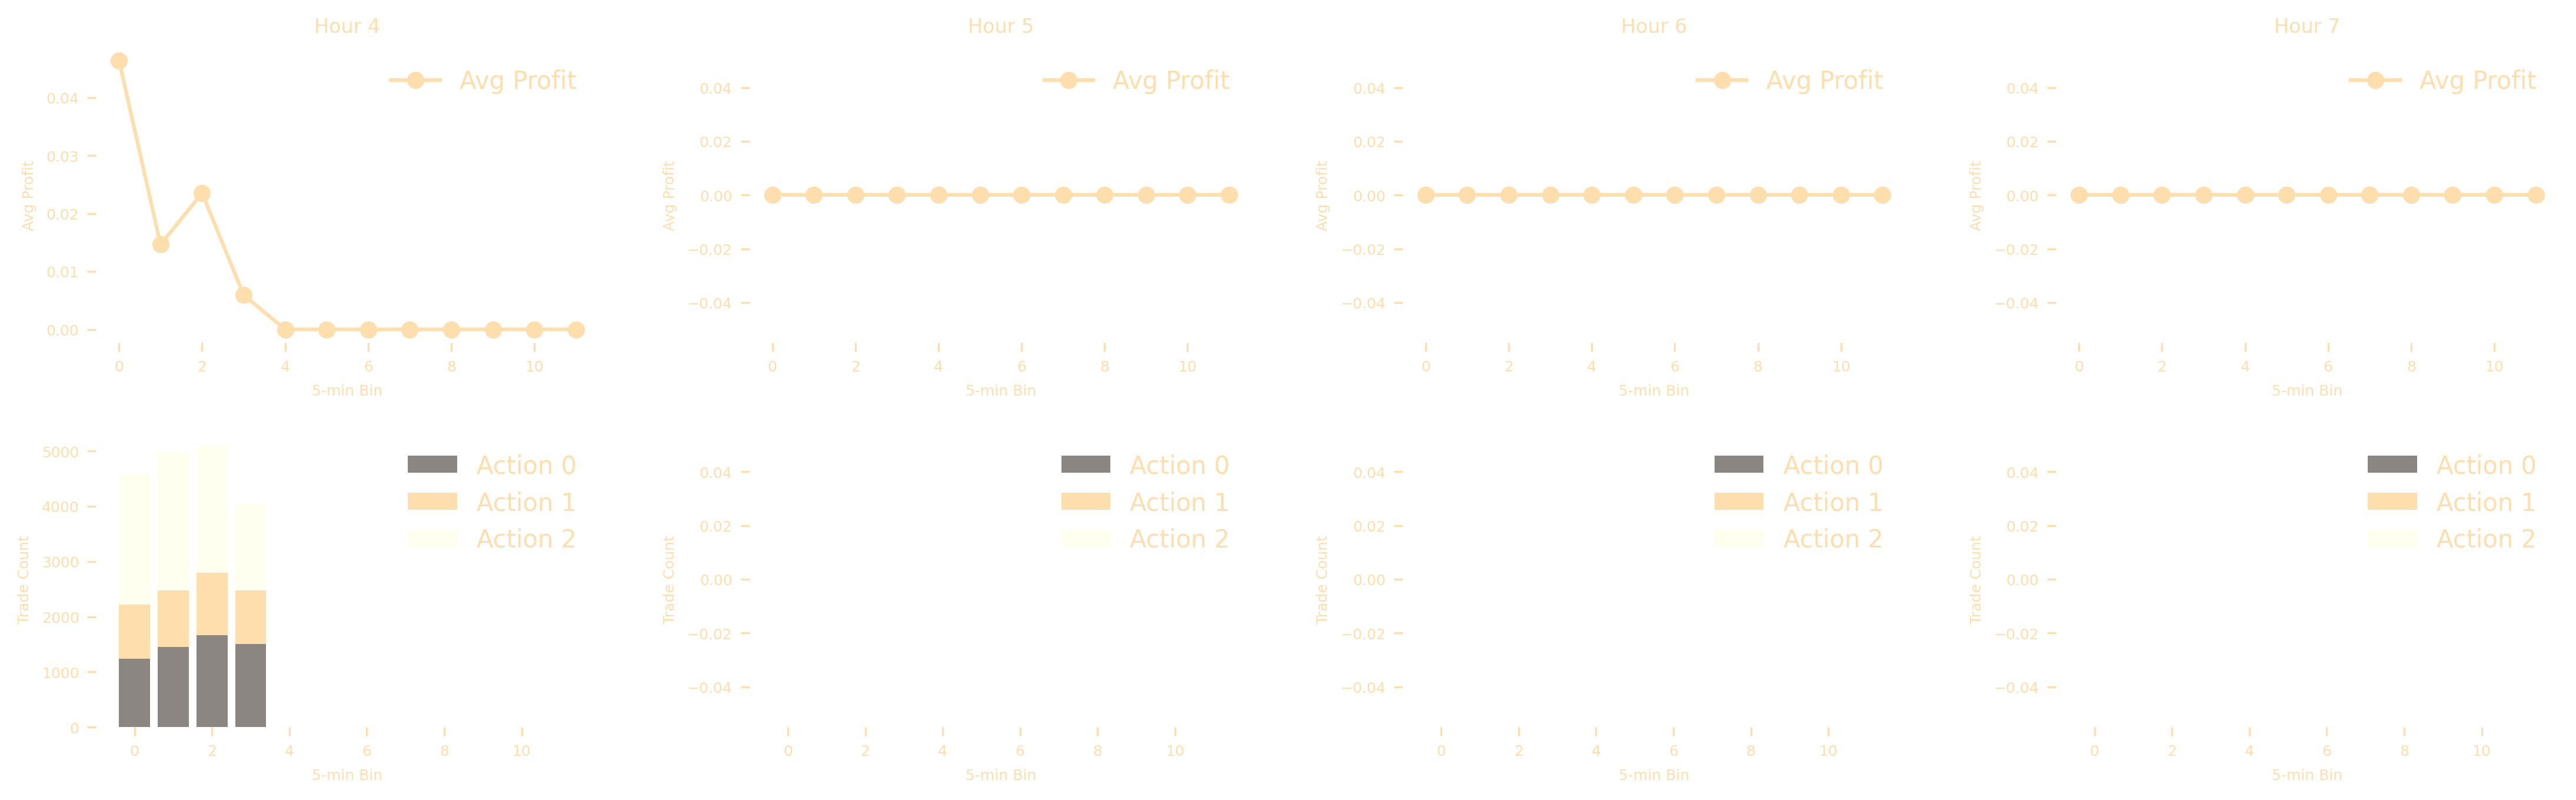 Hour 4
Avg Profit
0.04
0.03
0.02
0.01
0.00
Avg Profit
0 2 4 6 8 10
5-min Bin
Hour 5
Avg Profit
0.04
0.02
0.00
−0.02
−0.04
Avg Profit
0 2 4 6 8 10
5-min Bin
Hour 6
Avg Profit
0.04
0.02
0.00
−0.02
−0.04
Avg Profit
0 2 4 6 8 10
5-min Bin
Hour 7
Avg Profit
0.04
0.02
0.00
−0.02
−0.04
Avg Profit
0 2 4 6 8 10
5-min Bin
Trade Count
5000
4000
3000
2000
1000
0
Action 0
Action 1
Action 2
0 2 4 6 8 10
5-min Bin
Trade Count
0.04
0.02
0.00
−0.02
−0.04
Action 0
Action 1
Action 2
0 2 4 6 8 10
5-min Bin
Trade Count
0.04
0.02
0.00
−0.02
−0.04
Action 0
Action 1
Action 2
0 2 4 6 8 10
5-min Bin
Trade Count
0.04
0.02
0.00
−0.02
−0.04
Action 0
Action 1
Action 2
0 2 4 6 8 10
5-min Bin